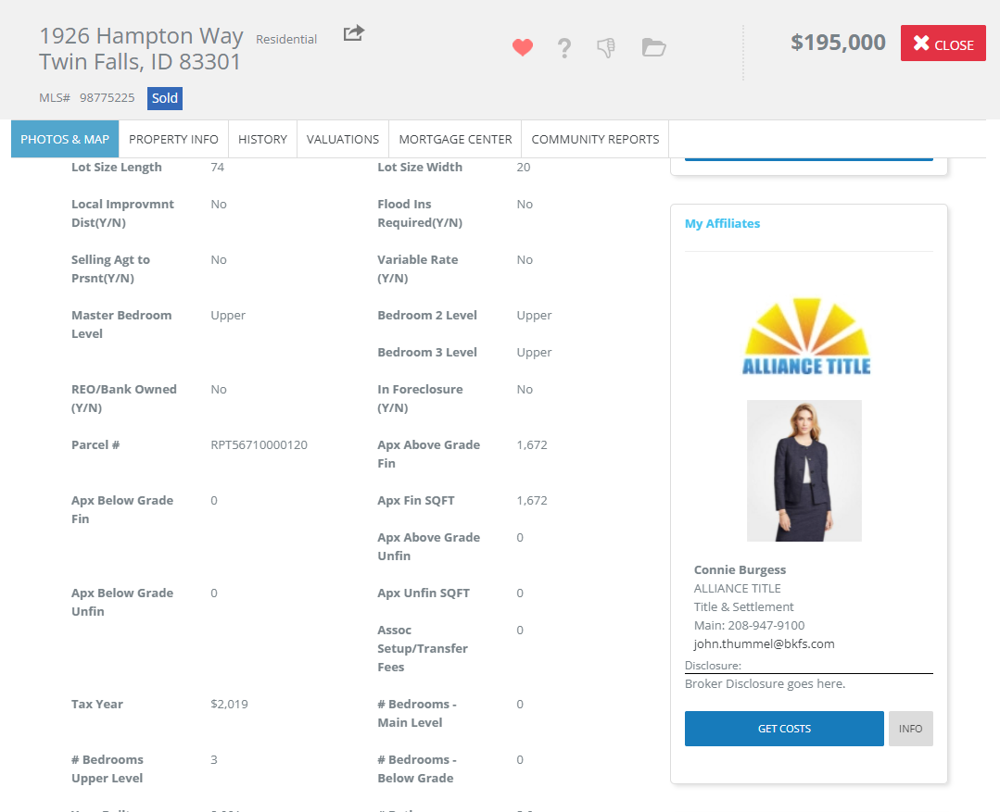 1926 Hampton Way Residential
Twin Falls, ID 83301
MLS# 98775225 Sold
$195,000
CLOSE
PHOTOS & MAP
PROPERTY INFO
HISTORY
VALUATIONS
MORTGAGE CENTER
COMMUNITY REPORTS
Lot Size Length 74 Lot Size Width 20
Local Improvmnt No Flood Ins No
Dist(Y/N) Required(Y/N)
Selling Agt to No Variable Rate No
Prsnt(Y/N) (Y/N)
Master Bedroom Upper Bedroom 2 Level Upper
Level
Bedroom 3 Level Upper
REO/Bank Owned No In Foreclosure No
(Y/N) (Y/N)
Parcel # RPT56710000120 Apx Above Grade 1,672
Fin
Apx Below Grade 0 Apx Fin SQFT 1,672
Fin
Apx Above Grade 0
Unfin
Apx Below Grade 0 Apx Unfin SQFT 0
Unfin
Assoc 0
Setup/Transfer
Fees
Tax Year $2,019 # Bedrooms - 0
Main Level
# Bedrooms 3 # Bedrooms - 0
Upper Level Below Grade
My Affiliates
ALLIANCE TITLE
Connie Burgess
ALLIANCE TITLE
Title & Settlement
Main: 208-947-9100
john.thummel@bkfs.com
Disclosure:
Broker Disclosure goes here.
GET COSTS
INFO